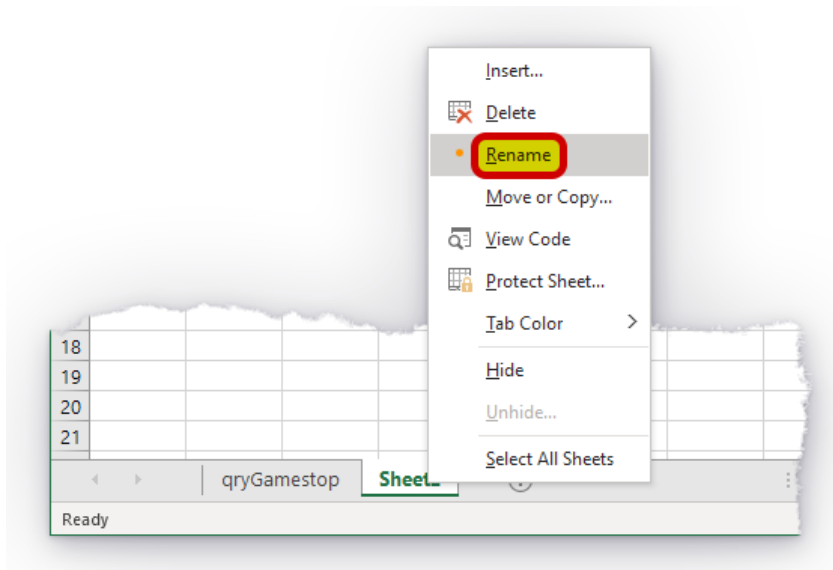 Insert...
Delete
Rename
Move or Copy...
View Code
Protect Sheet...
Tab Color
Hide
Unhide...
Select All Sheets
18
19
20
21
qryGamestop
Ready